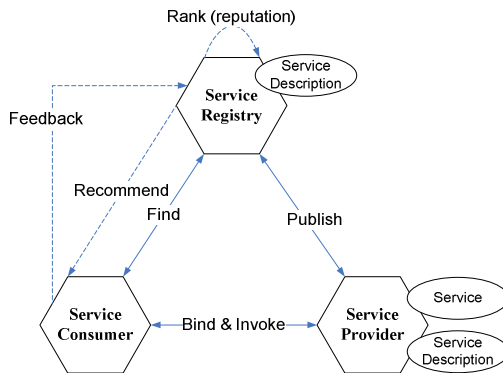 Rank (reputation)
Service
Description
Service
Registry
Feedback
Recommend
Find
Publish
Service
Consumer
Bind & Invoke
Service
Provider
Service
Service
Description